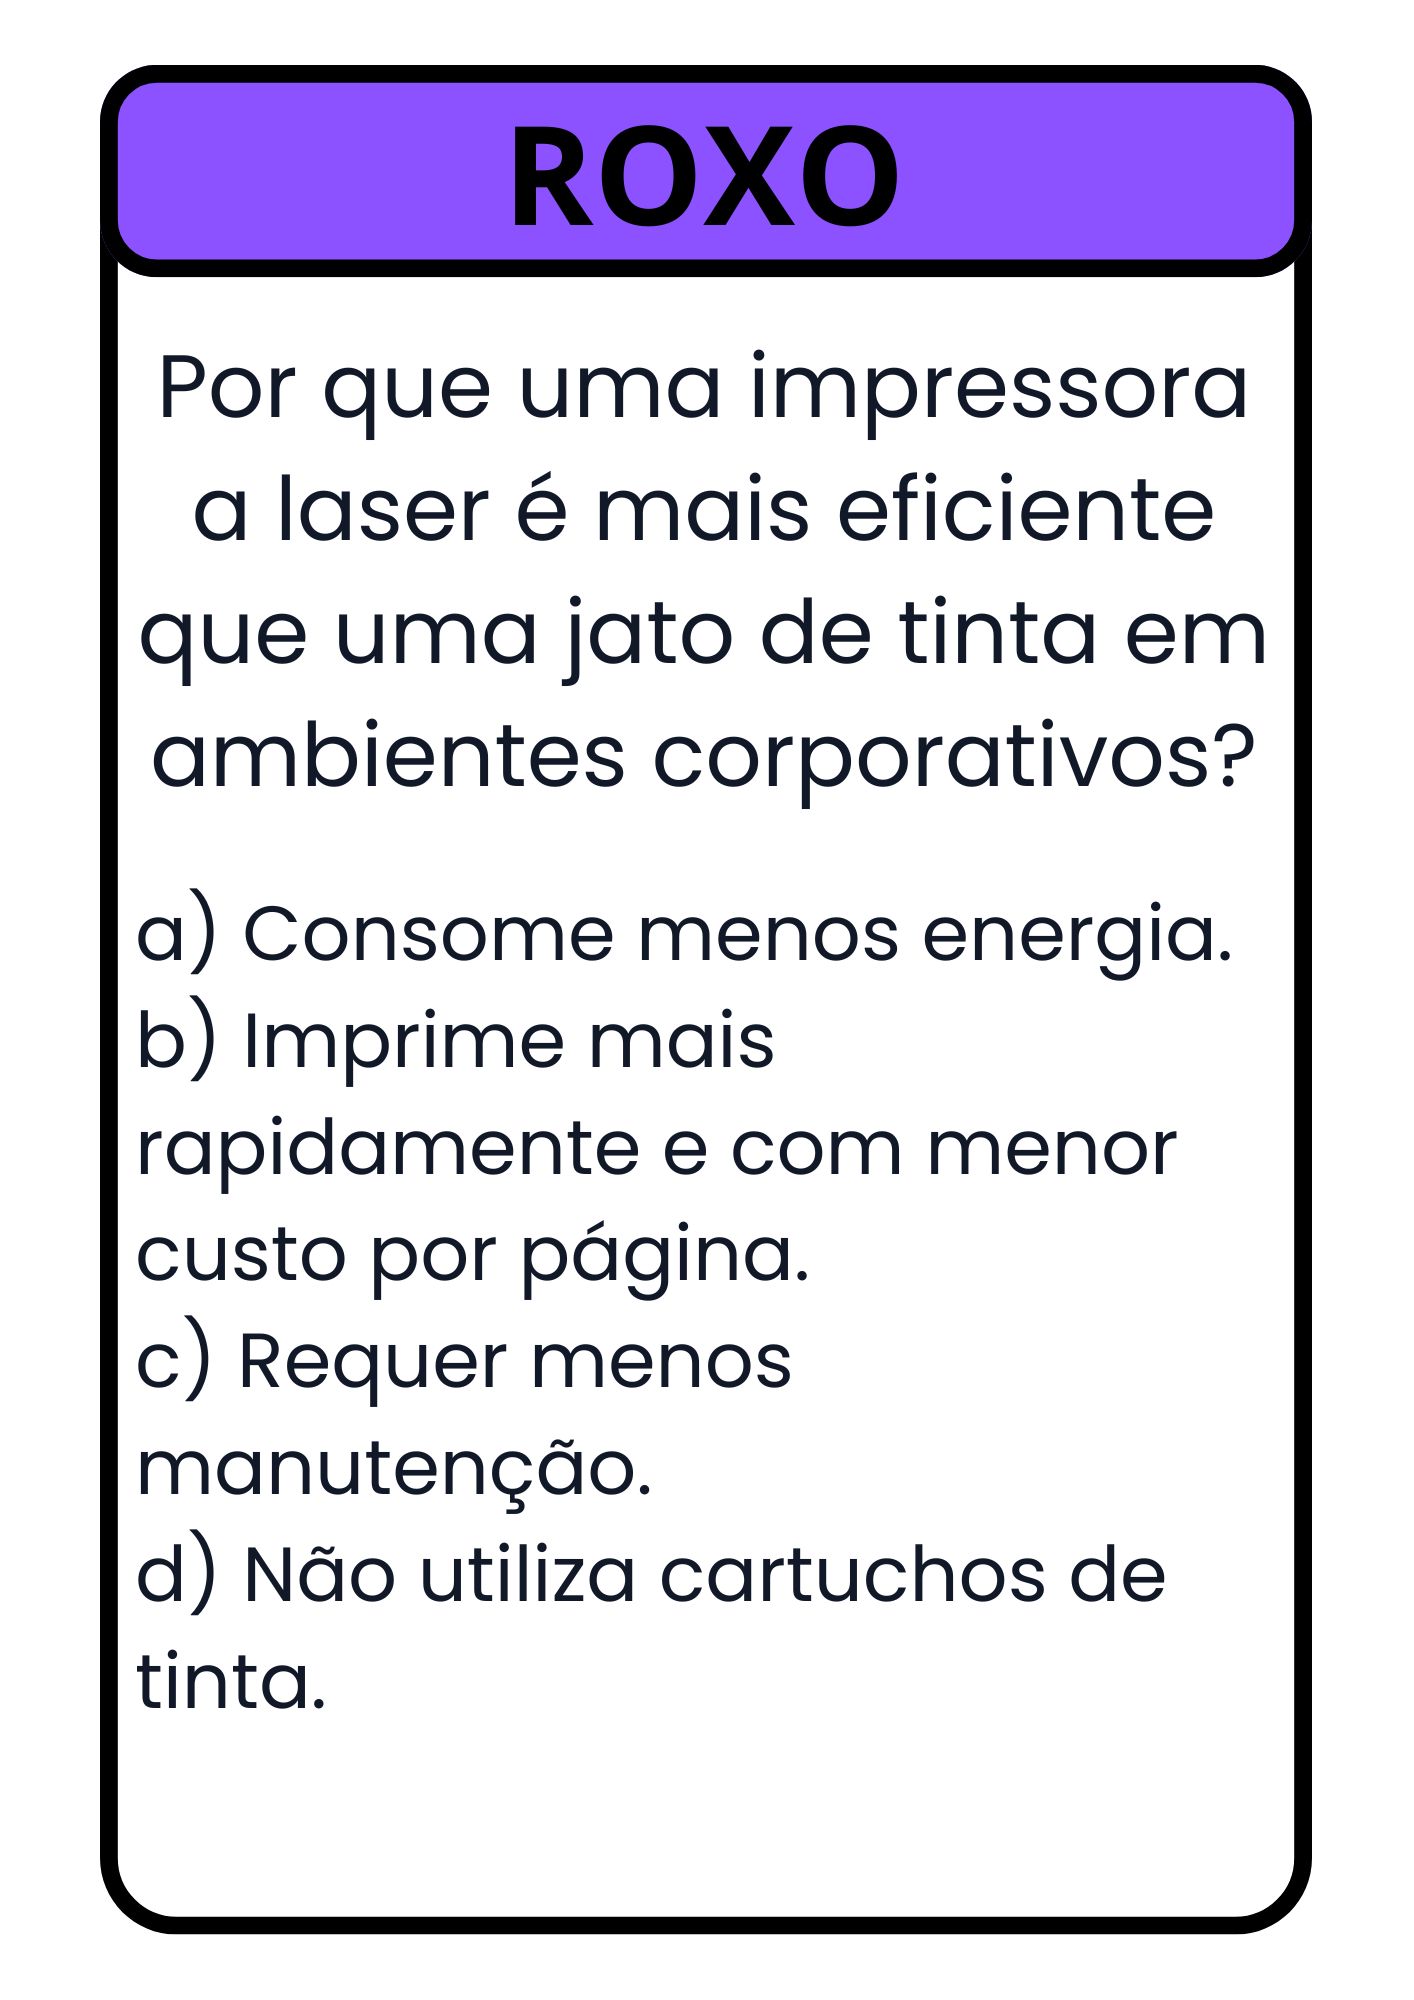 ROXO
Por que uma impressora
a laser é mais eficiente
que uma jato de tinta em
ambientes corporativos?
a) Consome menos energia.
b) Imprime mais
rapidamente e com menor
custo por página.
c) Requer menos
manutenção.
d) Não utiliza cartuchos de
tinta.